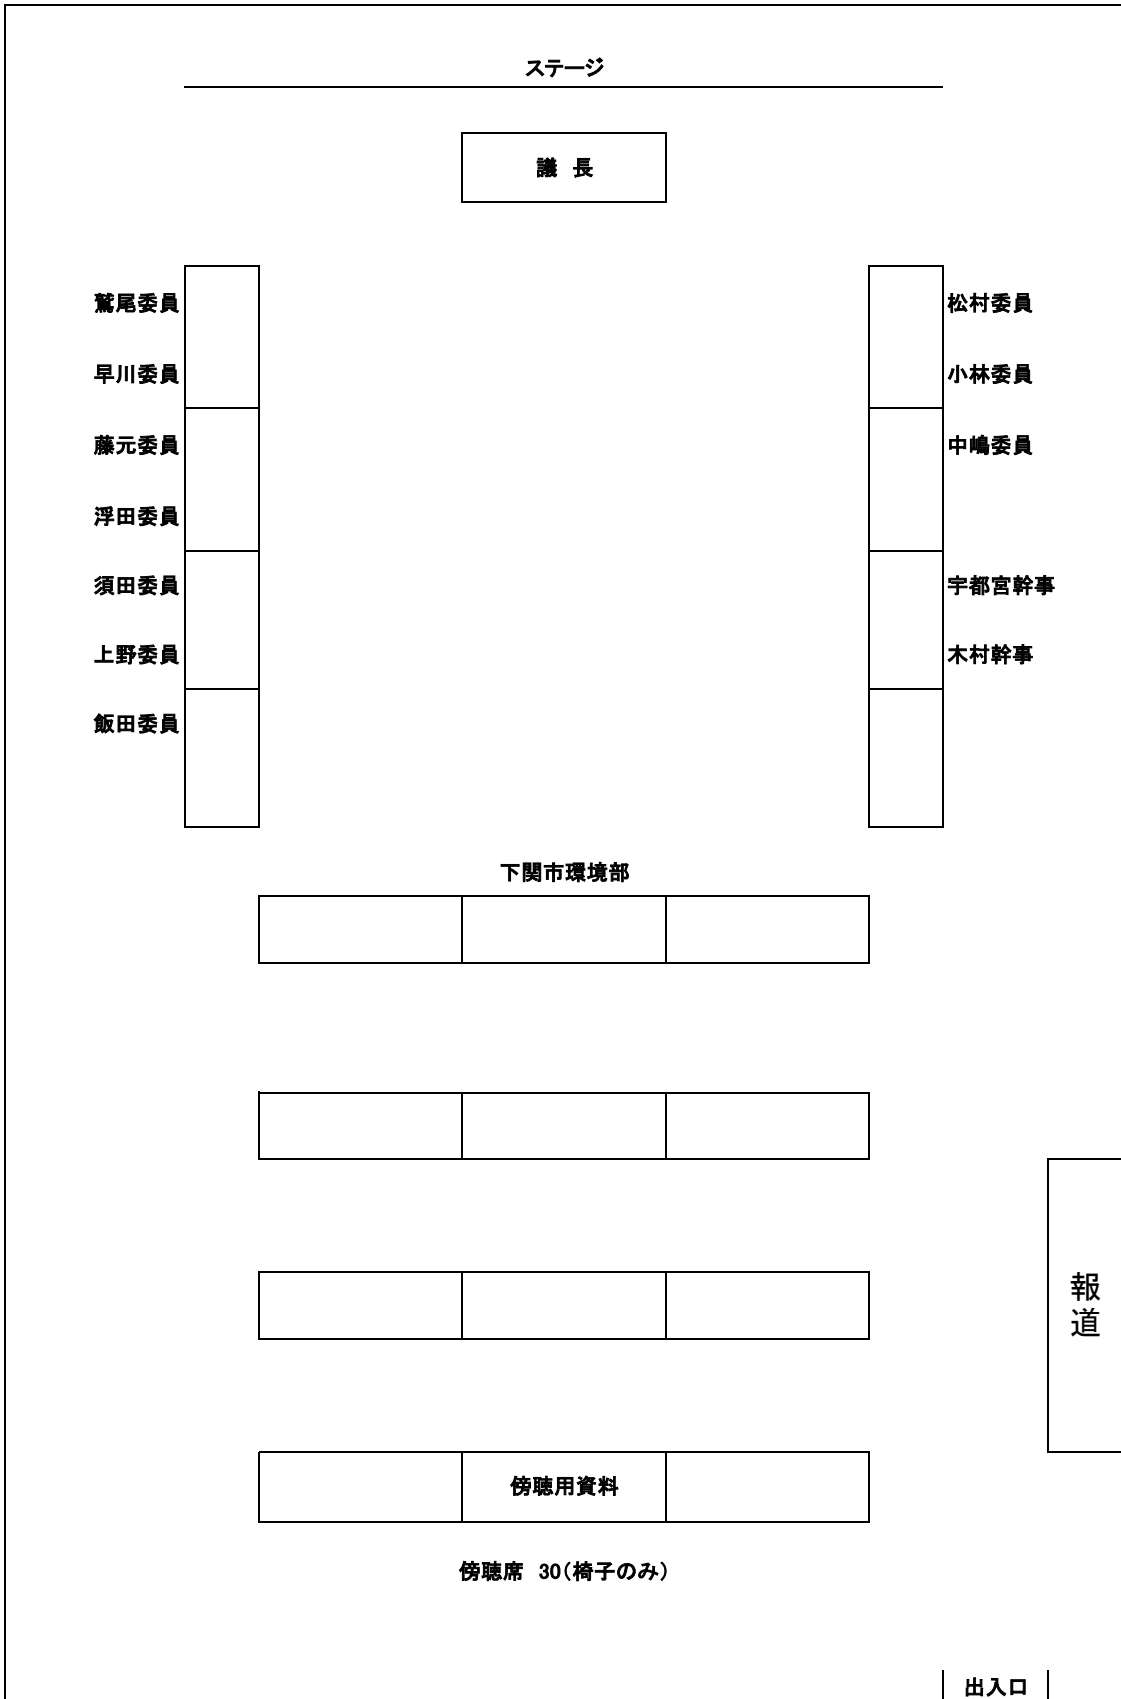 ステージ
議 長
鷲尾委員
松村委員
早川委員
小林委員
藤元委員
中嶋委員
浮田委員
須田委員
宇都宮幹事
上野委員
木村幹事
飯田委員
下関市環境部
報道
傍聴用資料
傍聴席 30(椅子のみ)
出入口